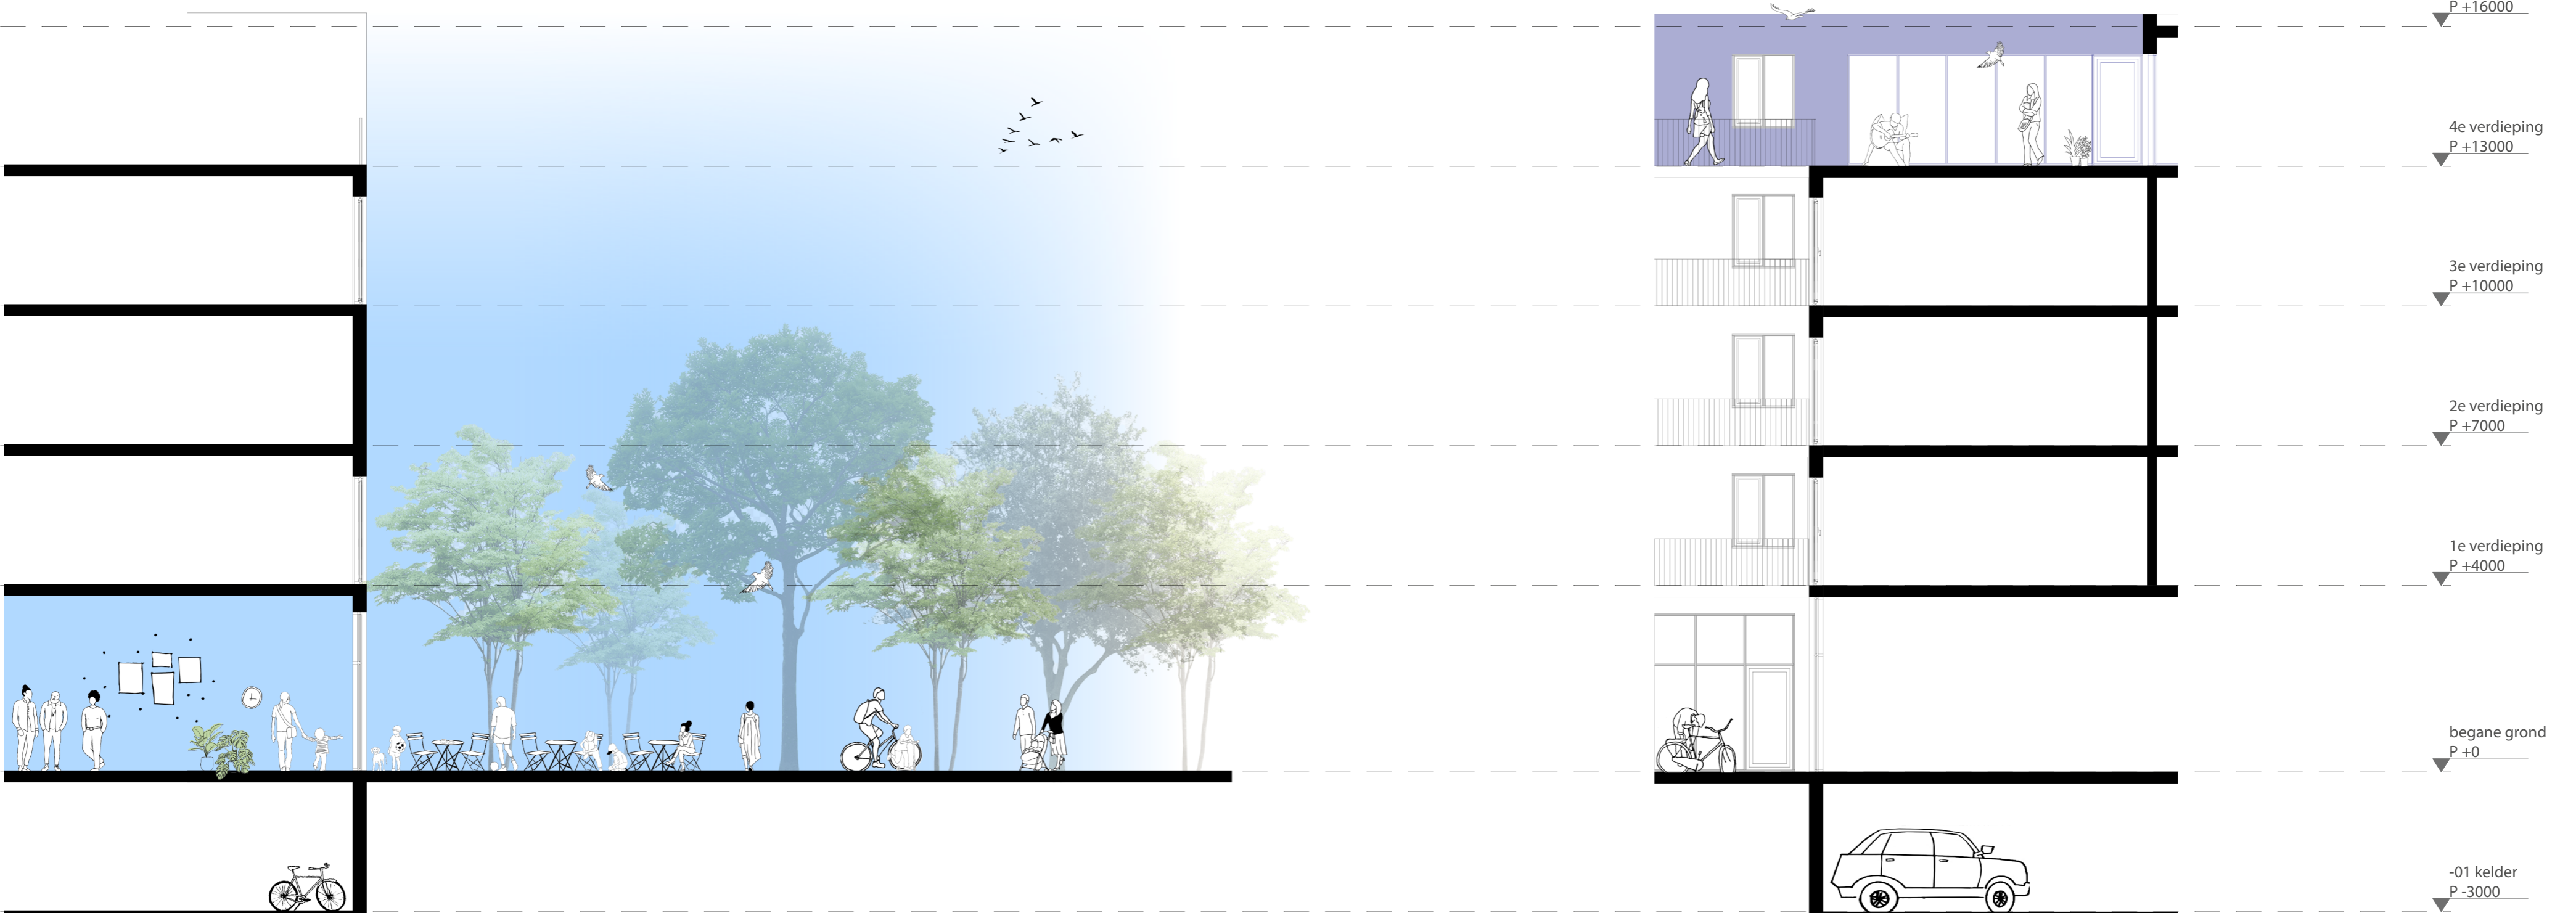 P +16000
4e verdieping
P +13000
3e verdieping
P +10000
2e verdieping
P +7000
1e verdieping
P +4000
begane grond
P +0
-01 kelder
P -3000